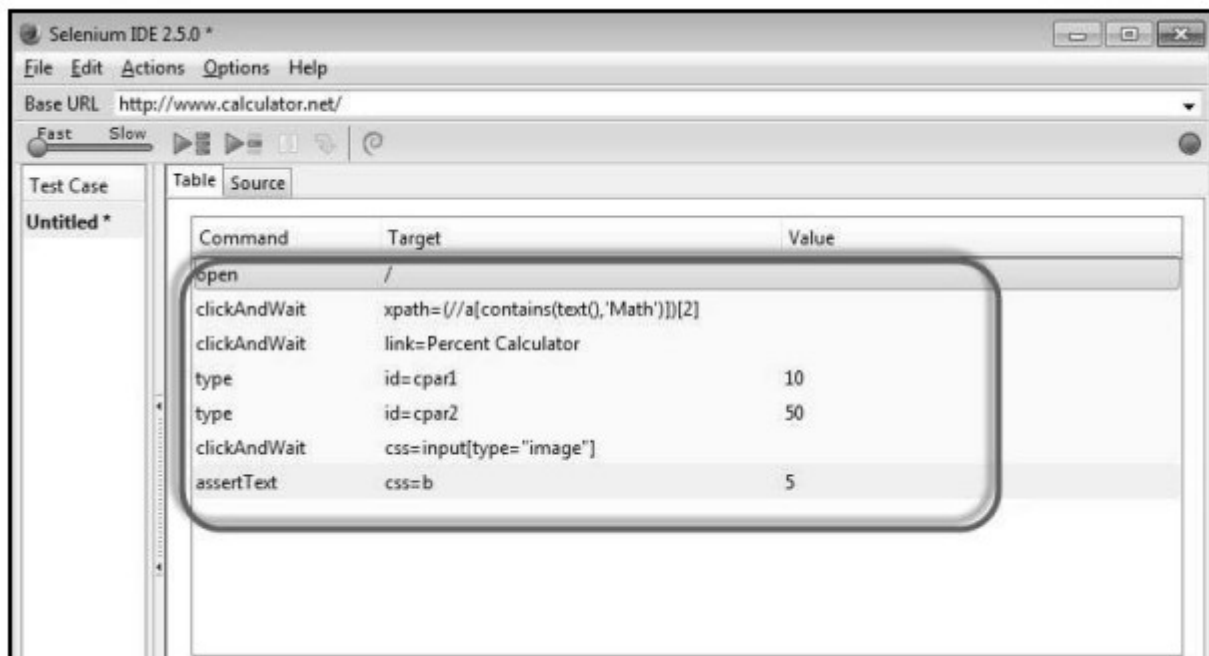 Selenium IDE 2.5.0 *
File Edit Actions Options Help
Base URL http://www.calculator.net/
Fast Slow
Test Case Table Source
Untitled *
Command Target Value
open /
clickAndWait xpath=(//a[contains(text(),'Math')])[2]
clickAndWait link=Percent Calculator
type id=cpar1 10
type id=cpar2 50
clickAndWait css=input[type="image"]
assertText css=b 5